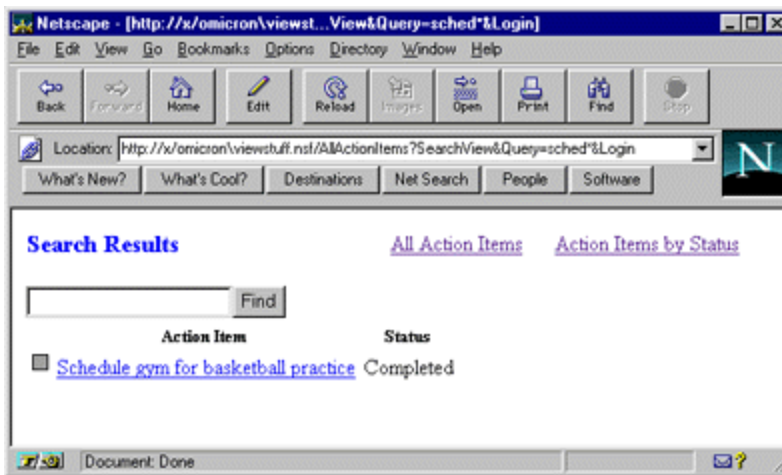 Netscape - [http://x/omicron\viewst...View&Query=sched*&Login]
File Edit View Go Bookmarks Options Directory Window Help
Back Forward Home Edit Reload Images Open Print Find Stop
Location: http://x/omicron\viewstuff.nsf/AllActionItems?SearchView&Query=sched*&Login
N
What's New? What's Cool? Destinations Net Search People Software
Search Results All Action Items Action Items by Status
Find
Action Item Status
Schedule gym for basketball practice Completed
Document: Done